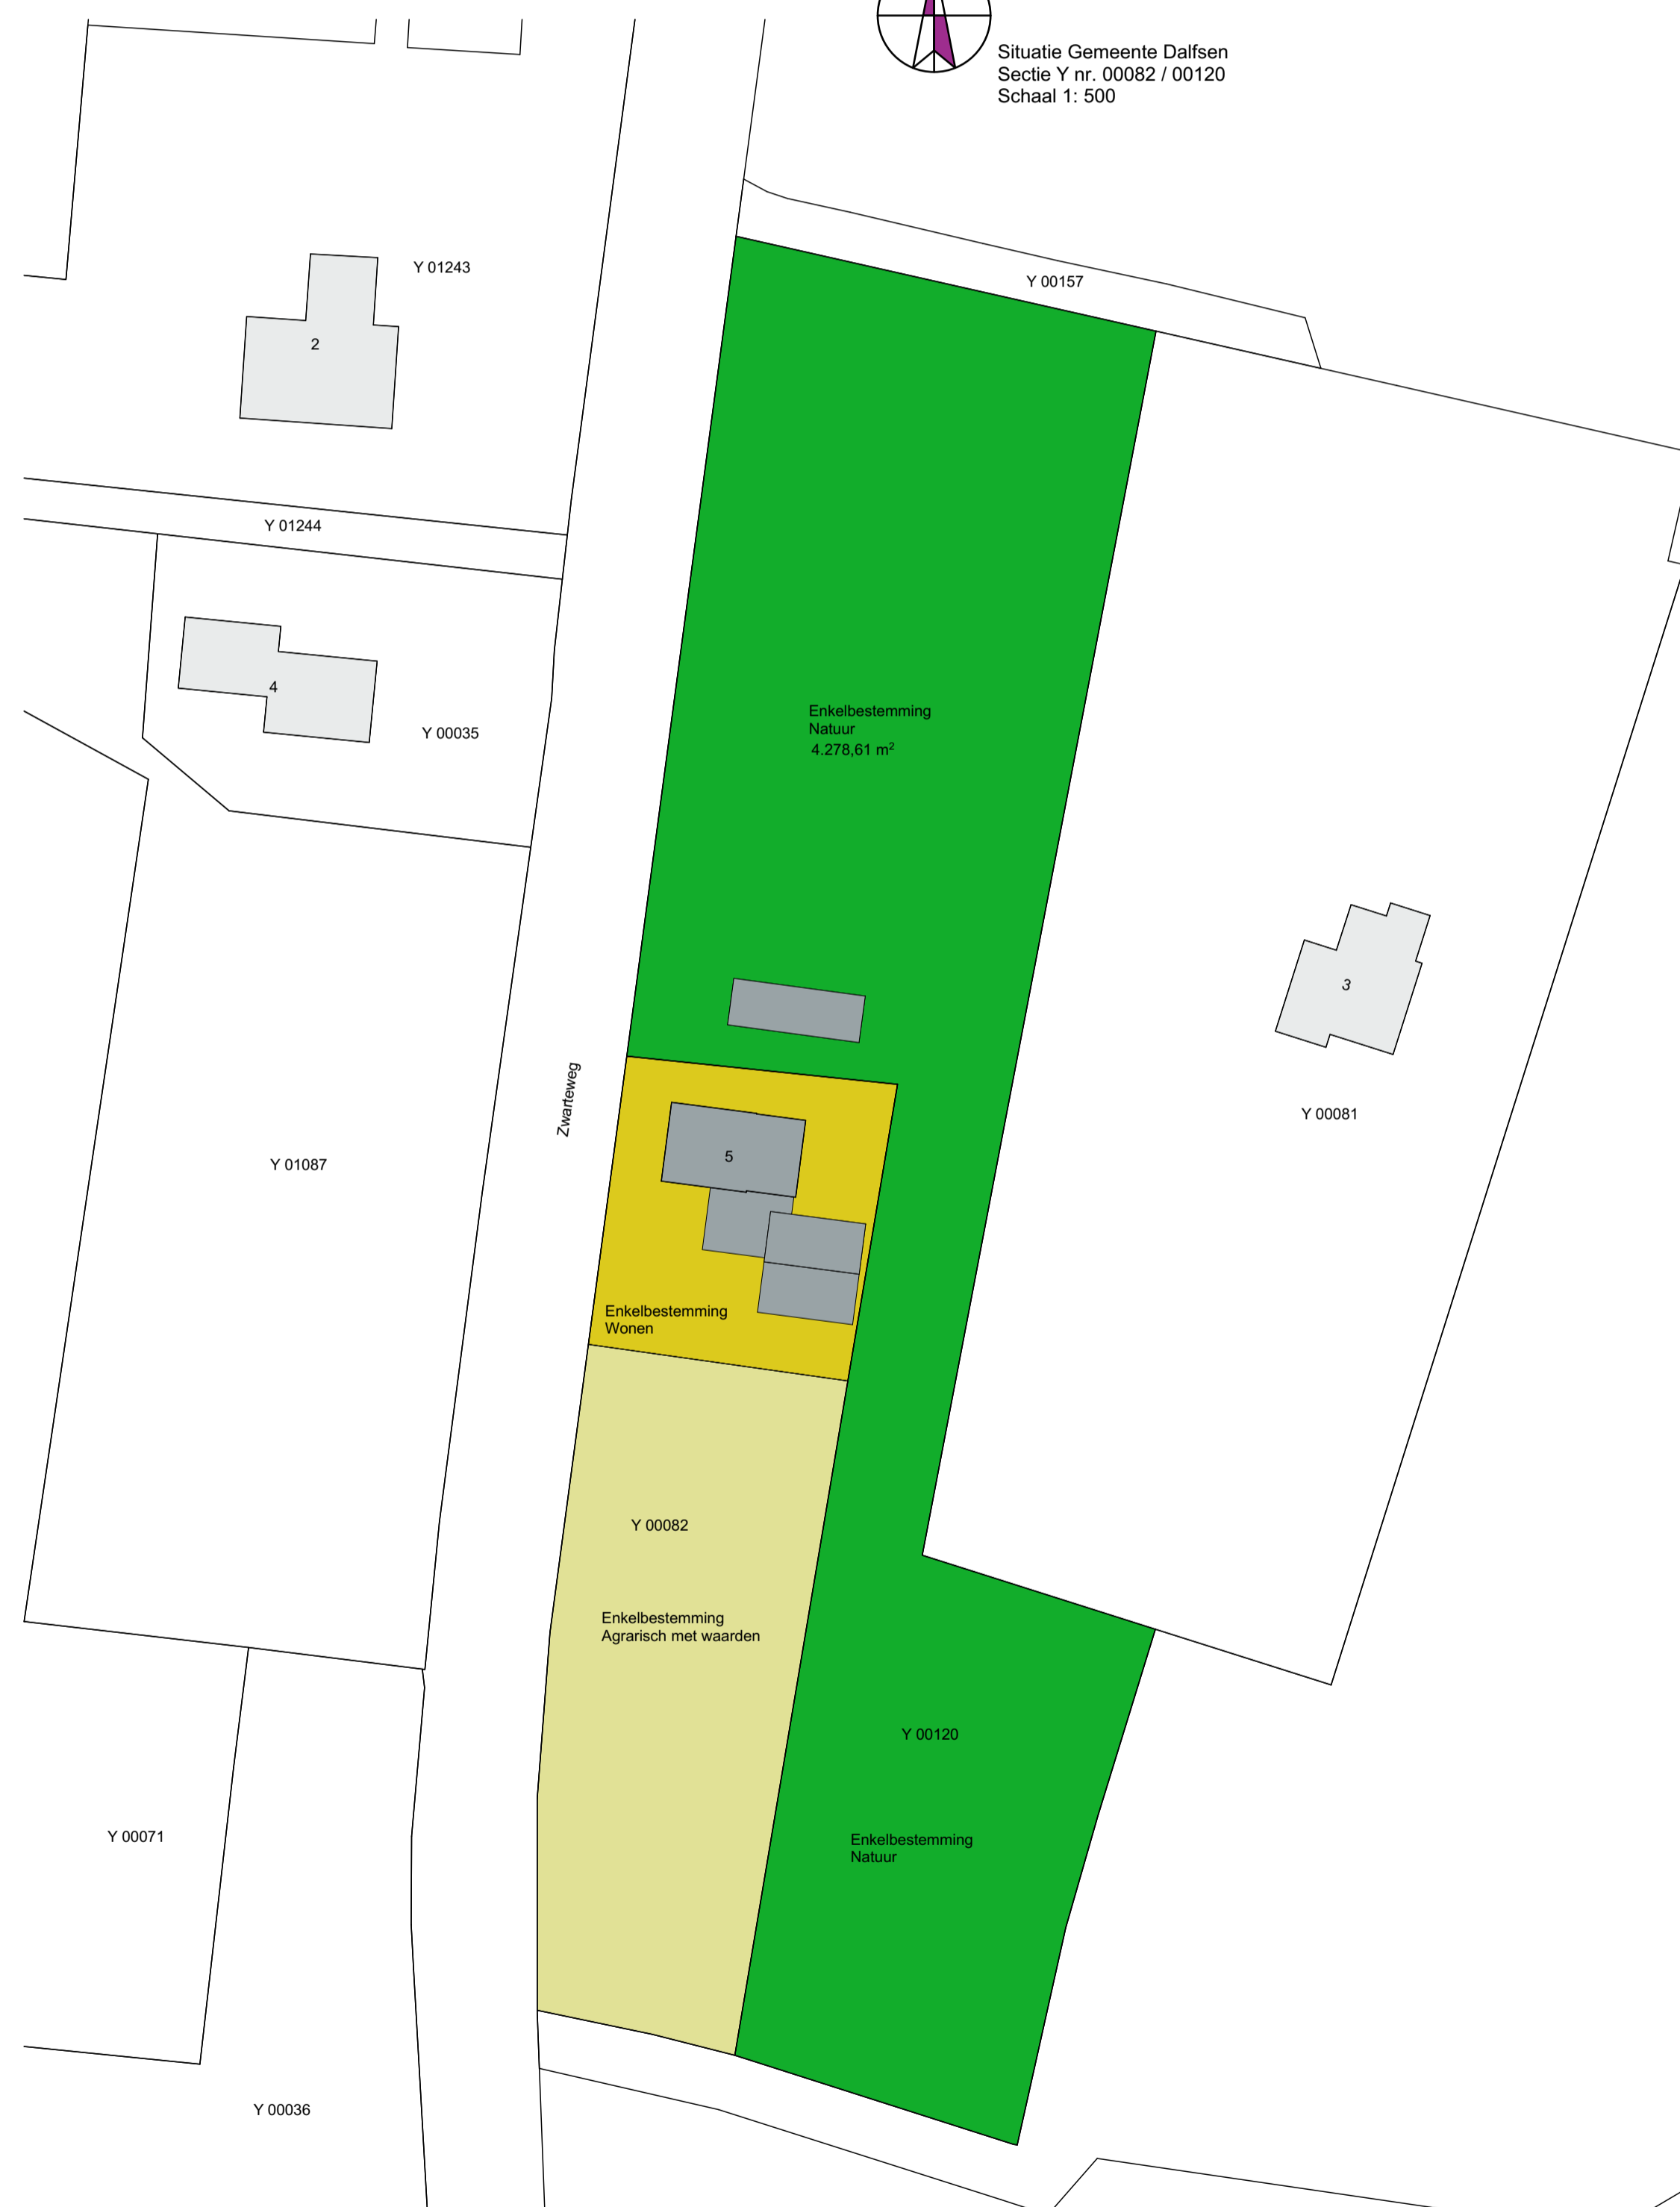 Situatie Gemeente Dalfsen
Sectie Y nr. 00082 / 00120
Schaal 1: 500
Y 01243
Y 00157
2
Y 01244
4
Y 00035
Enkelbestemming
Natuur
4.278,61 m²
3
Zwarteweg
Y 00081
5
Y 01087
Enkelbestemming
Wonen
Y 00082
Enkelbestemming
Agrarisch met waarden
Y 00120
Y 00071
Enkelbestemming
Natuur
Y 00036